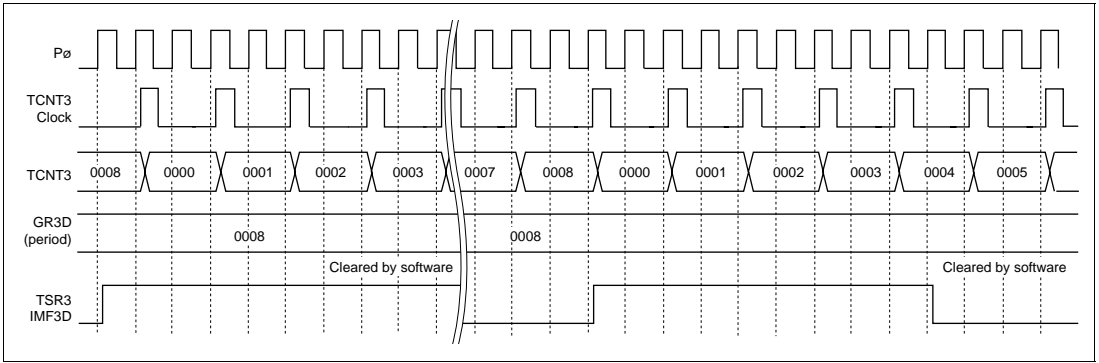 Pø
TCNT3
Clock
TCNT3
0008 0000 0001 0002 0003 0007 0008 0000 0001 0002 0003 0004 0005
GR3D
(period)
0008 0008
Cleared by software Cleared by software
TSR3
IMF3D